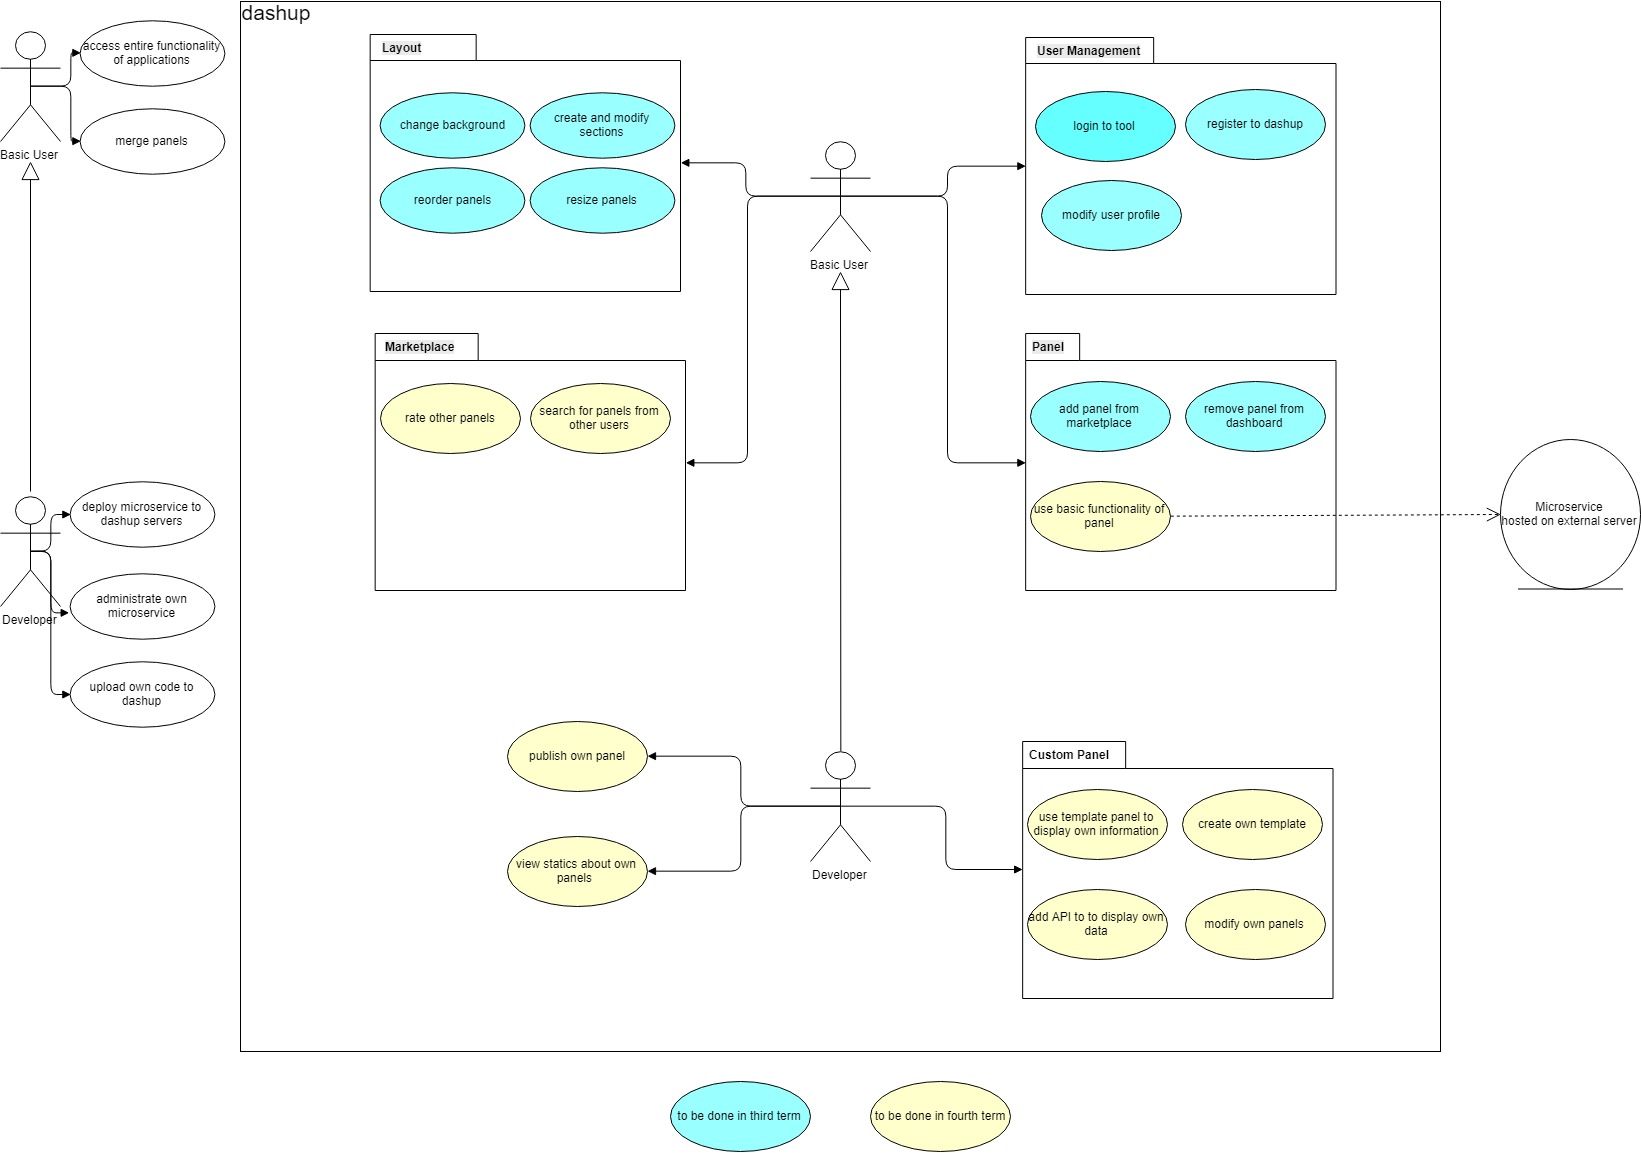 dashup
access entire functionality
of applications
merge panels
Basic User
deploy microservice to
dashup servers
administrate own
microservice
Developer
upload own code to
dashup
Layout
change background
create and modify
sections
reorder panels
resize panels
User Management
login to tool
register to dashup
modify user profile
Basic User
Marketplace
rate other panels
search for panels from
other users
Panel
add panel from
marketplace
remove panel from
dashboard
use basic functionality of
panel
Microservice
hosted on external server
publish own panel
view statics about own
panels
Developer
Custom Panel
use template panel to
display own information
create own template
add API to to display own
data
modify own panels
to be done in third term
to be done in fourth term